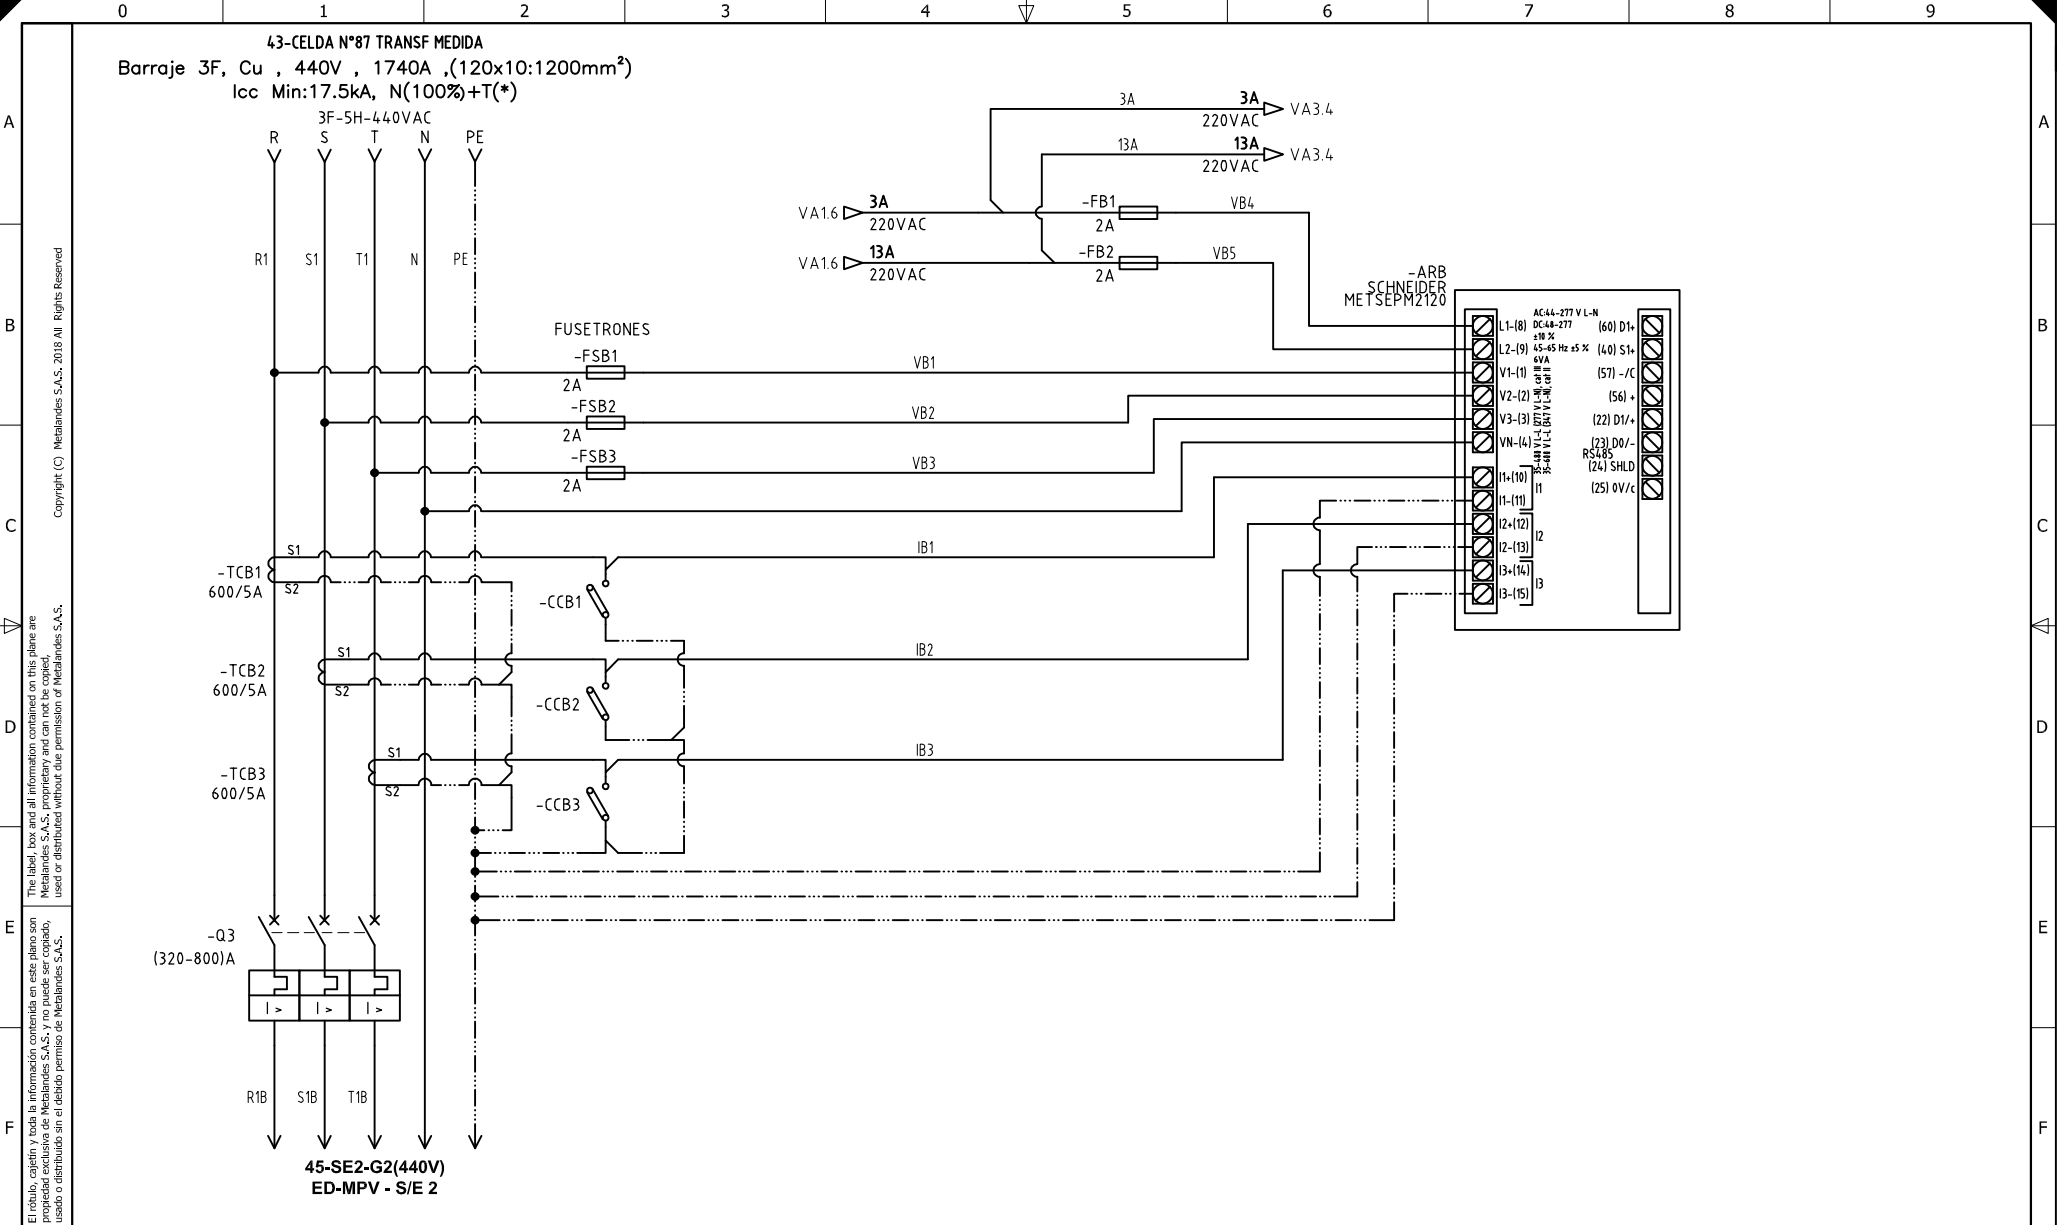 0 1 2 3 4 5 6 7 8 9
43-CELDA N°87 TRANSF MEDIDA
Barraje 3F, Cu , 440V , 1740A ,(120x10:1200mm²)
Icc Min:17.5kA, N(100%)+T(*)
3F-5H-440VAC
R S T N PE
3A 3A VA3.4
220VAC
13A 13A VA3.4
220VAC
A A
VA1.6 3A -FB1 VB4
220VAC 2A
VA1.6 13A -FB2 VB5
220VAC 2A
R1 S1 T1 N PE
-ARB
SCHNEIDER
METSEPM2120
B B
AC:44-277 V L-N
DC:48-277
±10 %
45-65 Hz ±5 %
6VA
35-480 V L-L (277 V L-N), cat III
35-600 V L-L (347 V L-N), cat II
L1-(8) (60) D1+
L2-(9) (40) S1+
V1-(1) (57) -/C
V2-(2) (56) +
V3-(3) (22) D1/+
VN-(4) (23) D0/-
RS485
(24) SHLD
I1+(10) (25) 0V/c
I1
I1-(11)
I2+(12)
I2
I2-(13)
I3+(14)
I3
I3-(15)
FUSETRONES
-FSB1 VB1
2A
-FSB2 VB2
2A
-FSB3 VB3
2A
C C
S1 IB1
-TCB1
600/5A S2
-CCB1
S1 IB2
-TCB2
600/5A S2
-CCB2
D D
S1 IB3
-TCB3
600/5A S2
-CCB3
E E
-Q3
(320-800)A
I > I > I >
R1B S1B T1B
F F
45-SE2-G2(440V)
ED-MPV - S/E 2
Copyright (C) Metalandes S.A.S. 2018 All Rights Reserved
The label, box and all information contained on this plane are
Metalandes S.A.S. proprietary and can not be copied,
used or distributed without due permission of Metalandes S.A.S.
El rótulo, cajetín y toda la información contenida en este plano son
propiedad exclusiva de Metalandes S.A.S. y no puede ser copiado,
usado o distribuido sin el debido permiso de Metalandes S.A.S.